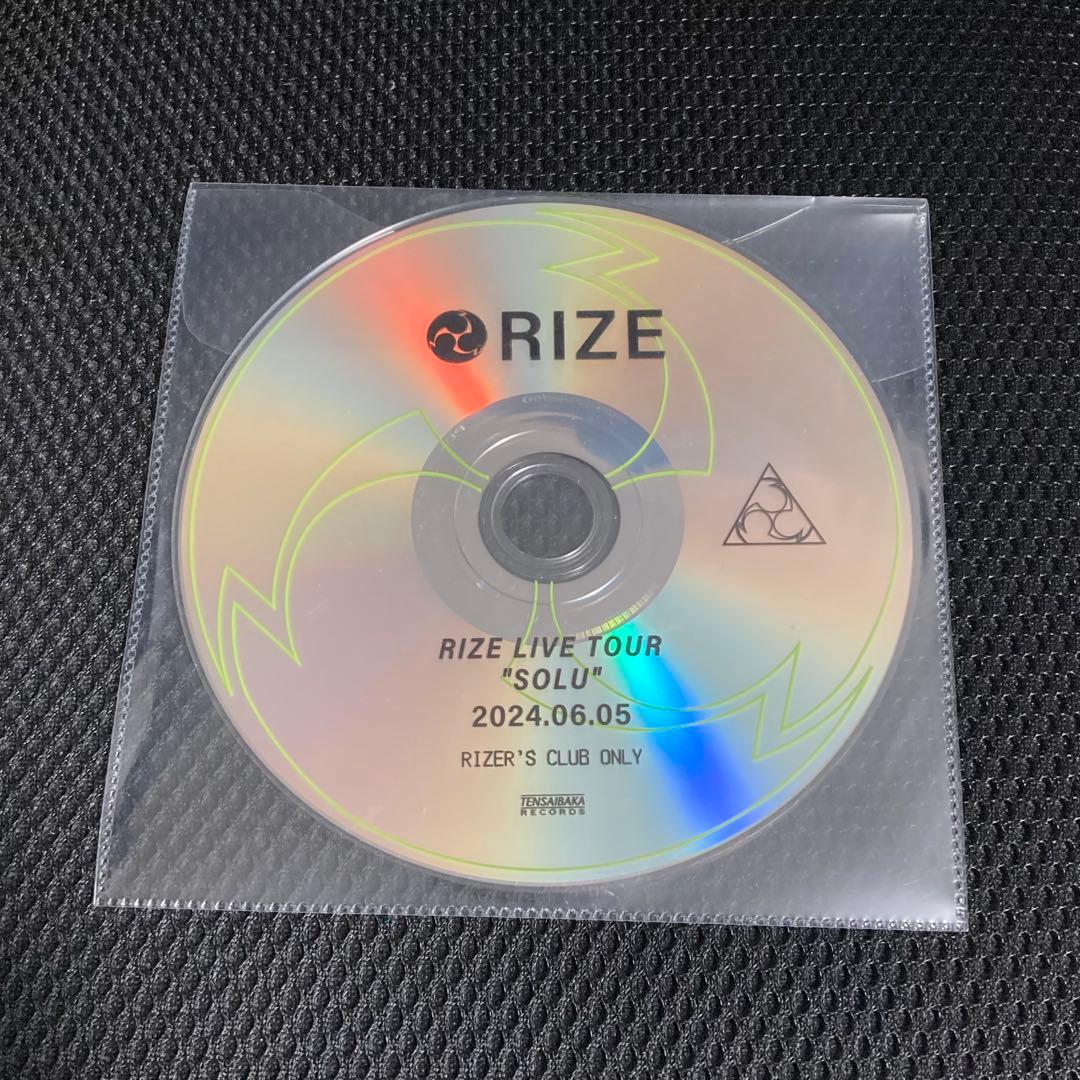 RIZE
RIZE LIVE TOUR
"SOLU"
2024.06.05
RIZER'S CLUB ONLY
TENSAIBAKA
RECORDS